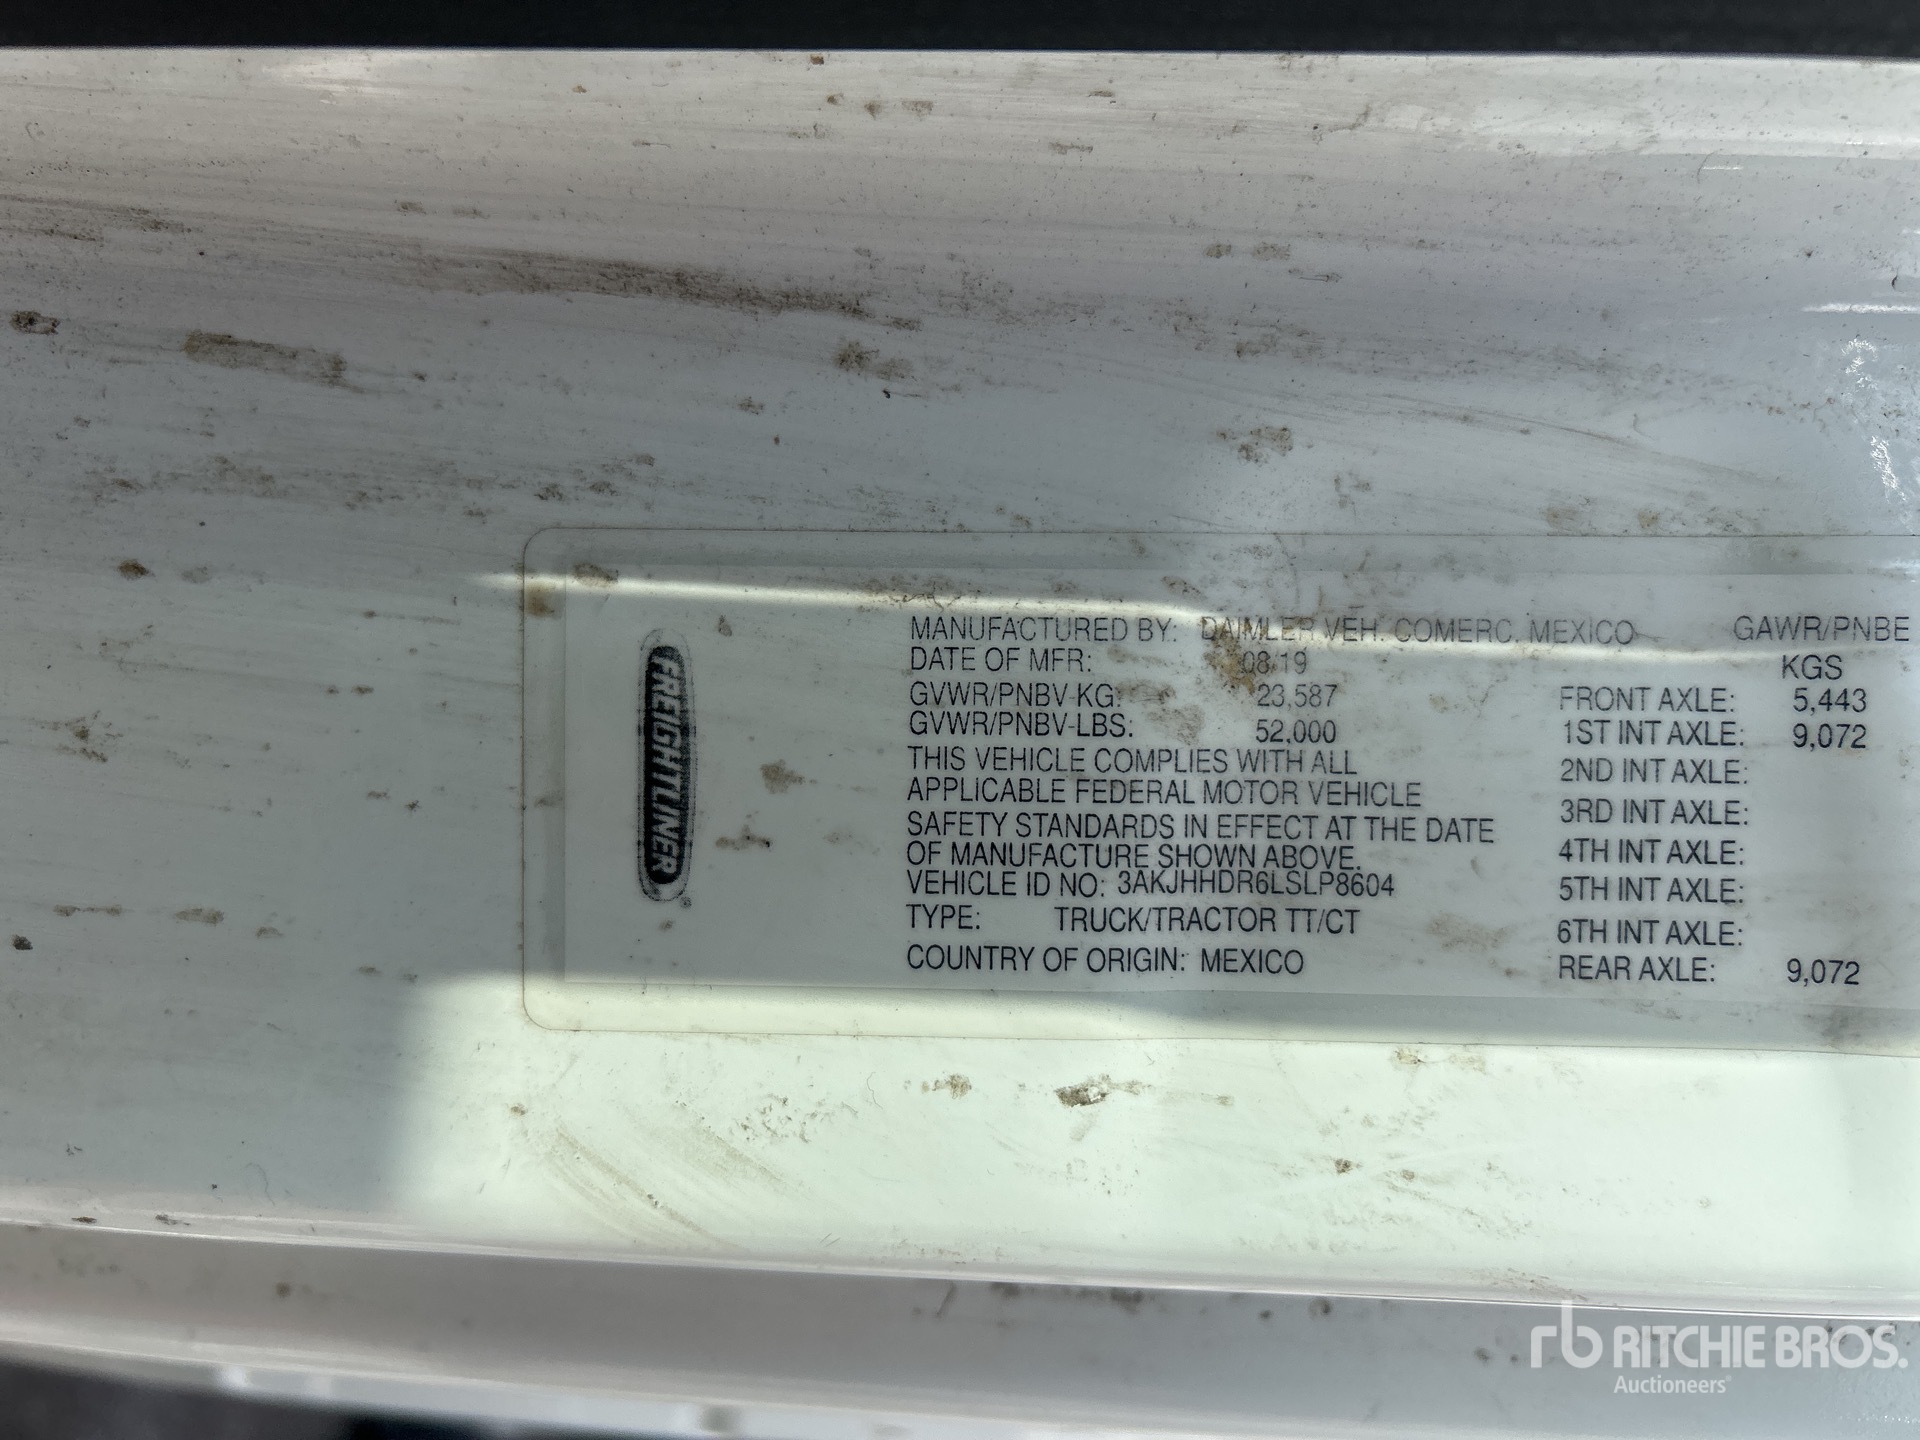 FREIGHTLINER®
MANUFACTURED BY: DAIMLER VEH. COMERC. MEXICO
DATE OF MFR: 08/19
GVWR/PNBV-KG: 23,587
GVWR/PNBV-LBS: 52,000
THIS VEHICLE COMPLIES WITH ALL
APPLICABLE FEDERAL MOTOR VEHICLE
SAFETY STANDARDS IN EFFECT AT THE DATE
OF MANUFACTURE SHOWN ABOVE.
VEHICLE ID NO: 3AKJHHDR6LSLP8604
TYPE: TRUCK/TRACTOR TT/CT
COUNTRY OF ORIGIN: MEXICO
GAWR/PNBE
KGS
FRONT AXLE: 5,443
1ST INT AXLE: 9,072
2ND INT AXLE:
3RD INT AXLE:
4TH INT AXLE:
5TH INT AXLE:
6TH INT AXLE:
REAR AXLE: 9,072
rb RITCHIE BROS.
Auctioneers®